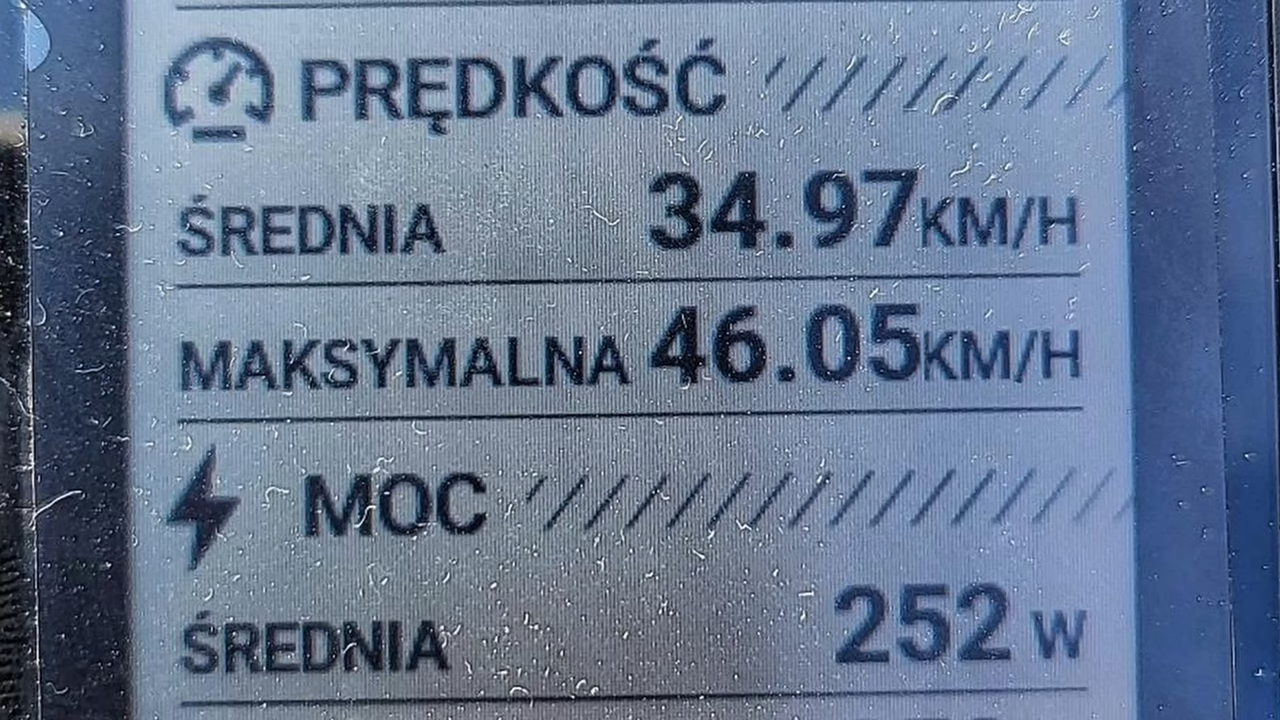 PRĘDKOŚĆ
ŚREDNIA 34.97KM/H
MAKSYMALNA 46.05KM/H
MOC
ŚREDNIA 252 W